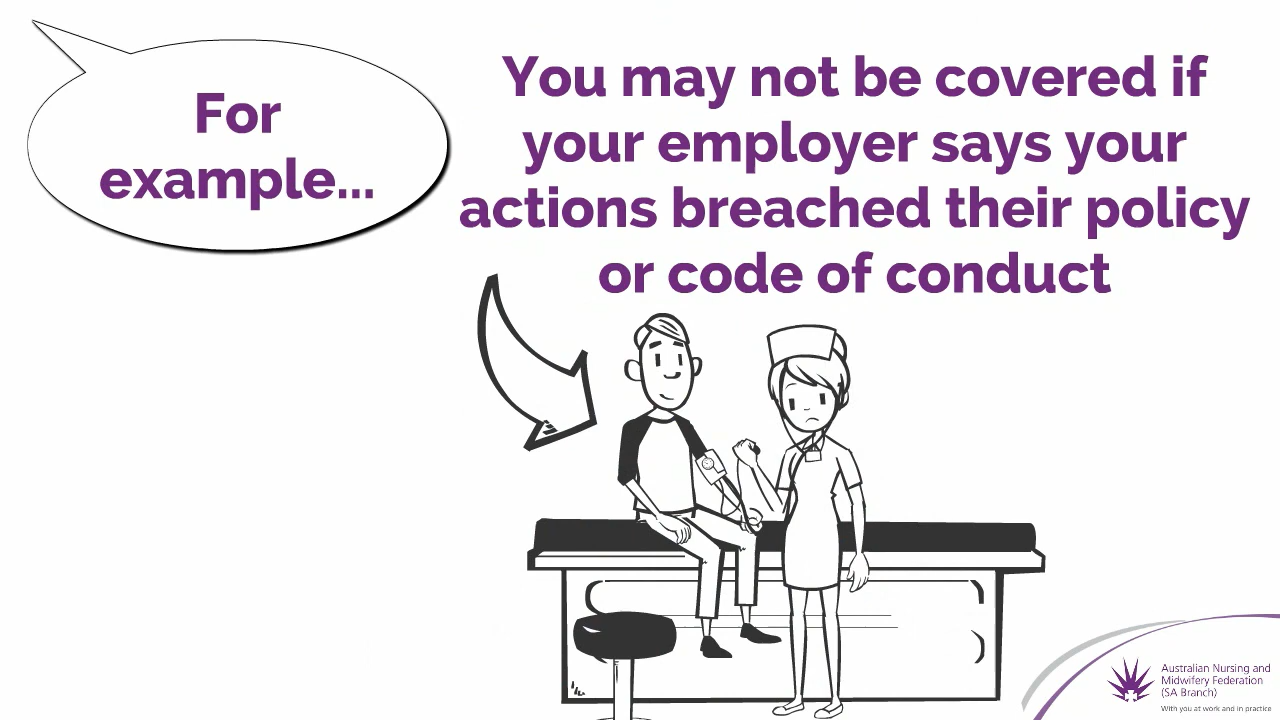 For
example...
You may not be covered if
your employer says your
actions breached their policy
or code of conduct
Australian Nursing and
Midwifery Federation
(SA Branch)
With you at work and in practice